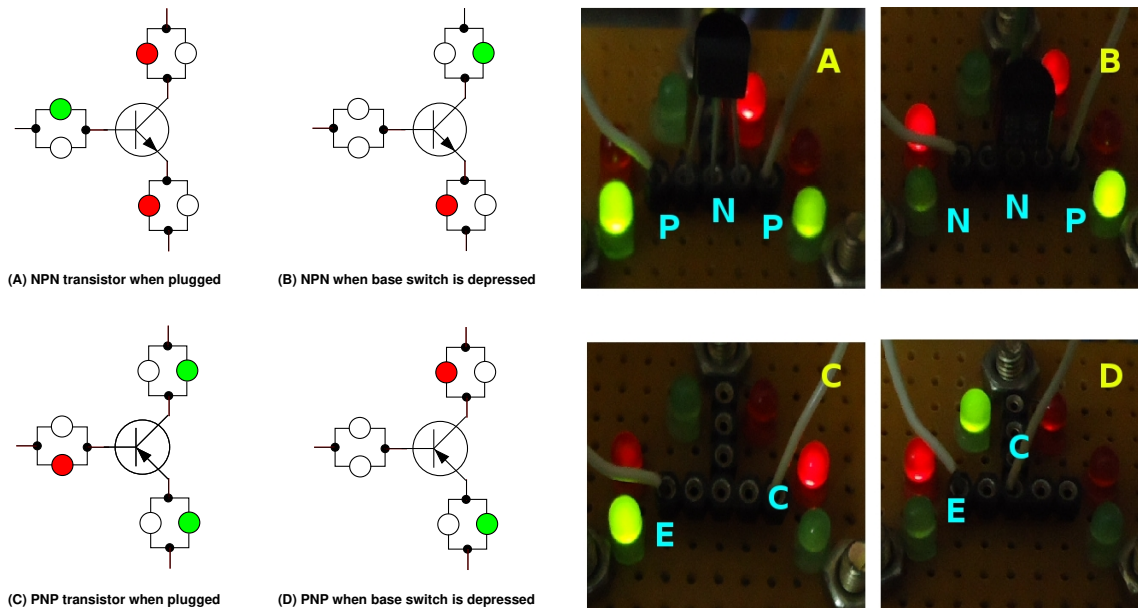 (A) NPN transistor when plugged
(B) NPN when base switch is depressed
A
P
N
P
B
N
N
P
(C) PNP transistor when plugged
(D) PNP when base switch is depressed
C
E
C
D
E
C